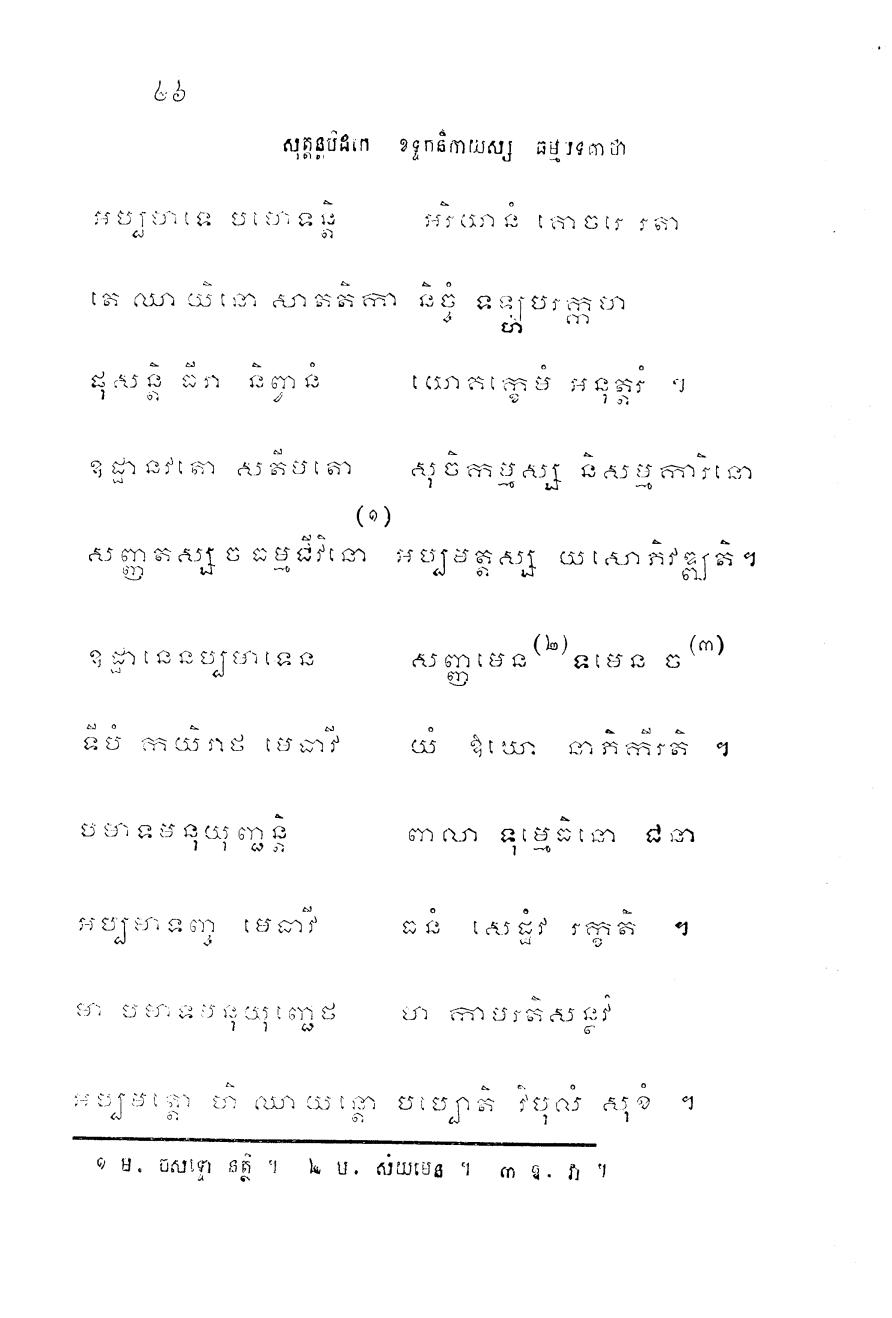 ៤៦
សុត្តន្តបិដកេ ខុទ្ទកនិកាយស្ស ធម្មបទគាថា
អប្បមាទេ បមោទន្តិ អរិយានំ គោចរេ រតា
តេ ឈាយិនោ សាតតិកា និច្ចំ ទឡ្ហបរក្កមា
ផុសន្តិ ធីរា និព្វានំ យោគក្ខេមំ អនុត្តរំ ។
ឧដ្ឋានវតោ សតីមតោ សុចិកម្មស្ស និសម្មការិនោ
(១)
សញ្ញតស្ស ច ធម្មជីវិនោ អប្បមត្តស្ស យសោភិវឌ្ឍតិ ។
ឧដ្ឋានេនប្បមាទេន សញ្ញមេន (២) ទមេន ច (៣)
ទីបំ កយិរាថ មេធាវី យំ ឱឃោ នាភិកីរតិ ។
បមាទមនុយុញ្ជន្តិ ពាលា ទុម្មេធិនោ ជនា
អប្បមាទញ្ច មេធាវី ធនំ សេដ្ឋំវ រក្ខតិ ។
មា បមាទមនុយុញ្ជេថ មា កាមរតិសន្ថវំ
អប្បមត្តោ ហិ ឈាយន្តោ បប្បោតិ វិបុលំ សុខំ ។
១ ម. ចសទ្ទោ នត្ថិ ។ ២ ប. សំយមេន ។ ៣ ឱ. វា ។